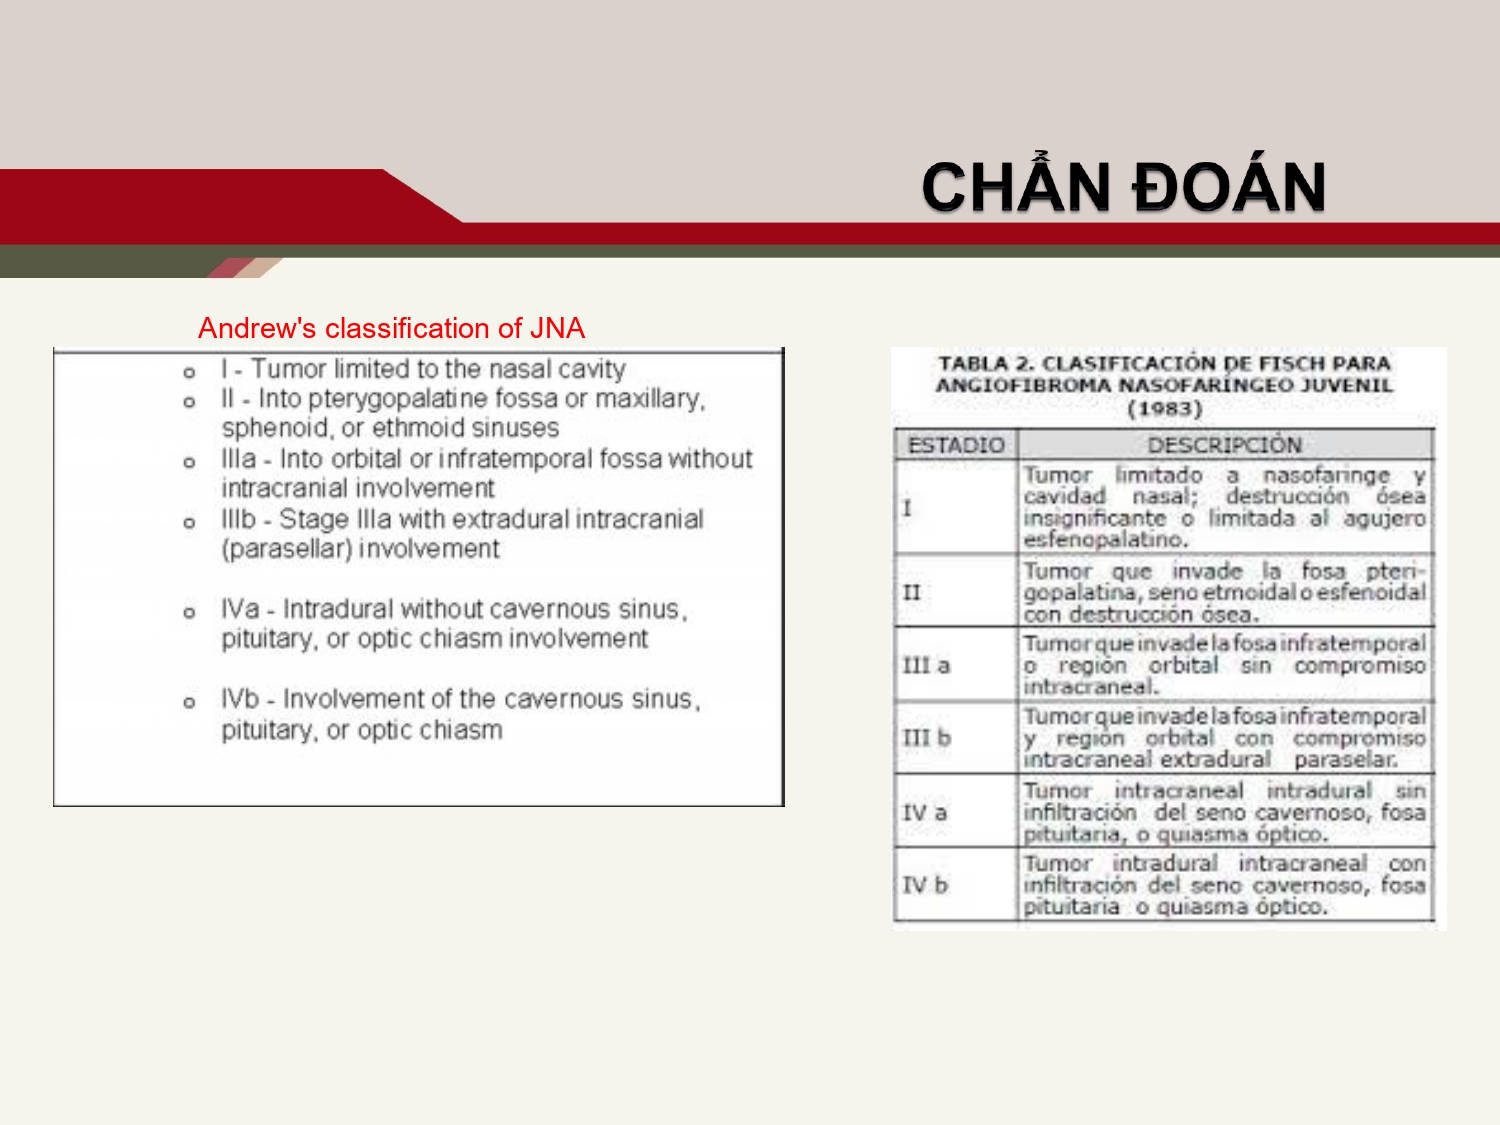 CHẨN ĐOÁN
Andrew's classification of JNA
o I - Tumor limited to the nasal cavity
o II - Into pterygopalatine fossa or maxillary,
sphenoid, or ethmoid sinuses
o IIIa - Into orbital or infratemporal fossa without
intracranial involvement
o IIIb - Stage IIIa with extradural intracranial
(parasellar) involvement
o IVa - Intradural without cavernous sinus,
pituitary, or optic chiasm involvement
o IVb - Involvement of the cavernous sinus,
pituitary, or optic chiasm
TABLA 2. CLASIFICACIÓN DE FISCH PARA
ANGIOFIBROMA NASOFARÍNGEO JUVENIL
(1983)
ESTADIO DESCRIPCIÓN
I
Tumor limitado a nasofaringe y
cavidad nasal; destrucción ósea
insignificante o limitada al agujero
esfenopalatino.
II
Tumor que invade la fosa pteri-
gopalatina, seno etmoidal o esfenoidal
con destrucción ósea.
III a
Tumor que invade la fosa infratemporal
o región orbital sin compromiso
intracraneal.
III b
Tumor que invade la fosa infratemporal
y región orbital con compromiso
intracraneal extradural paraselar.
IV a
Tumor intracraneal intradural sin
infiltración del seno cavernoso, fosa
pituitaria, o quiasma óptico.
IV b
Tumor intradural intracraneal con
infiltración del seno cavernoso, fosa
pituitaria o quiasma óptico.